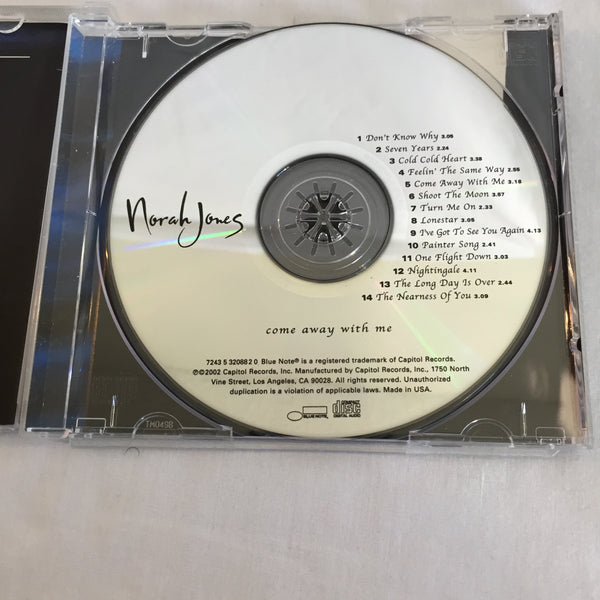 1 Don't Know Why 3.05
2 Seven Years 2.24
3 Cold Cold Heart 3.38
4 Feelin' The Same Way 2.55
5 Come Away With Me 3.18
6 Shoot The Moon 3.57
7 Turn Me On 2.33
8 Lonestar 3.05
9 I've Got To See You Again 4.13
10 Painter Song 2.41
11 One Flight Down 3.03
12 Nightingale 4.11
13 The Long Day Is Over 2.44
14 The Nearness Of You 3.09
Norah Jones
come away with me
7243 5 32088 2 0 Blue Note® is a registered trademark of Capitol Records.
℗©2002 Capitol Records, Inc. Manufactured by Capitol Records, Inc., 1750 North
Vine Street, Los Angeles, CA 90028. All rights reserved. Unauthorized
duplication is a violation of applicable laws. Made in USA.
BLUE NOTE
COMPACT
disc
DIGITAL AUDIO
TM049B